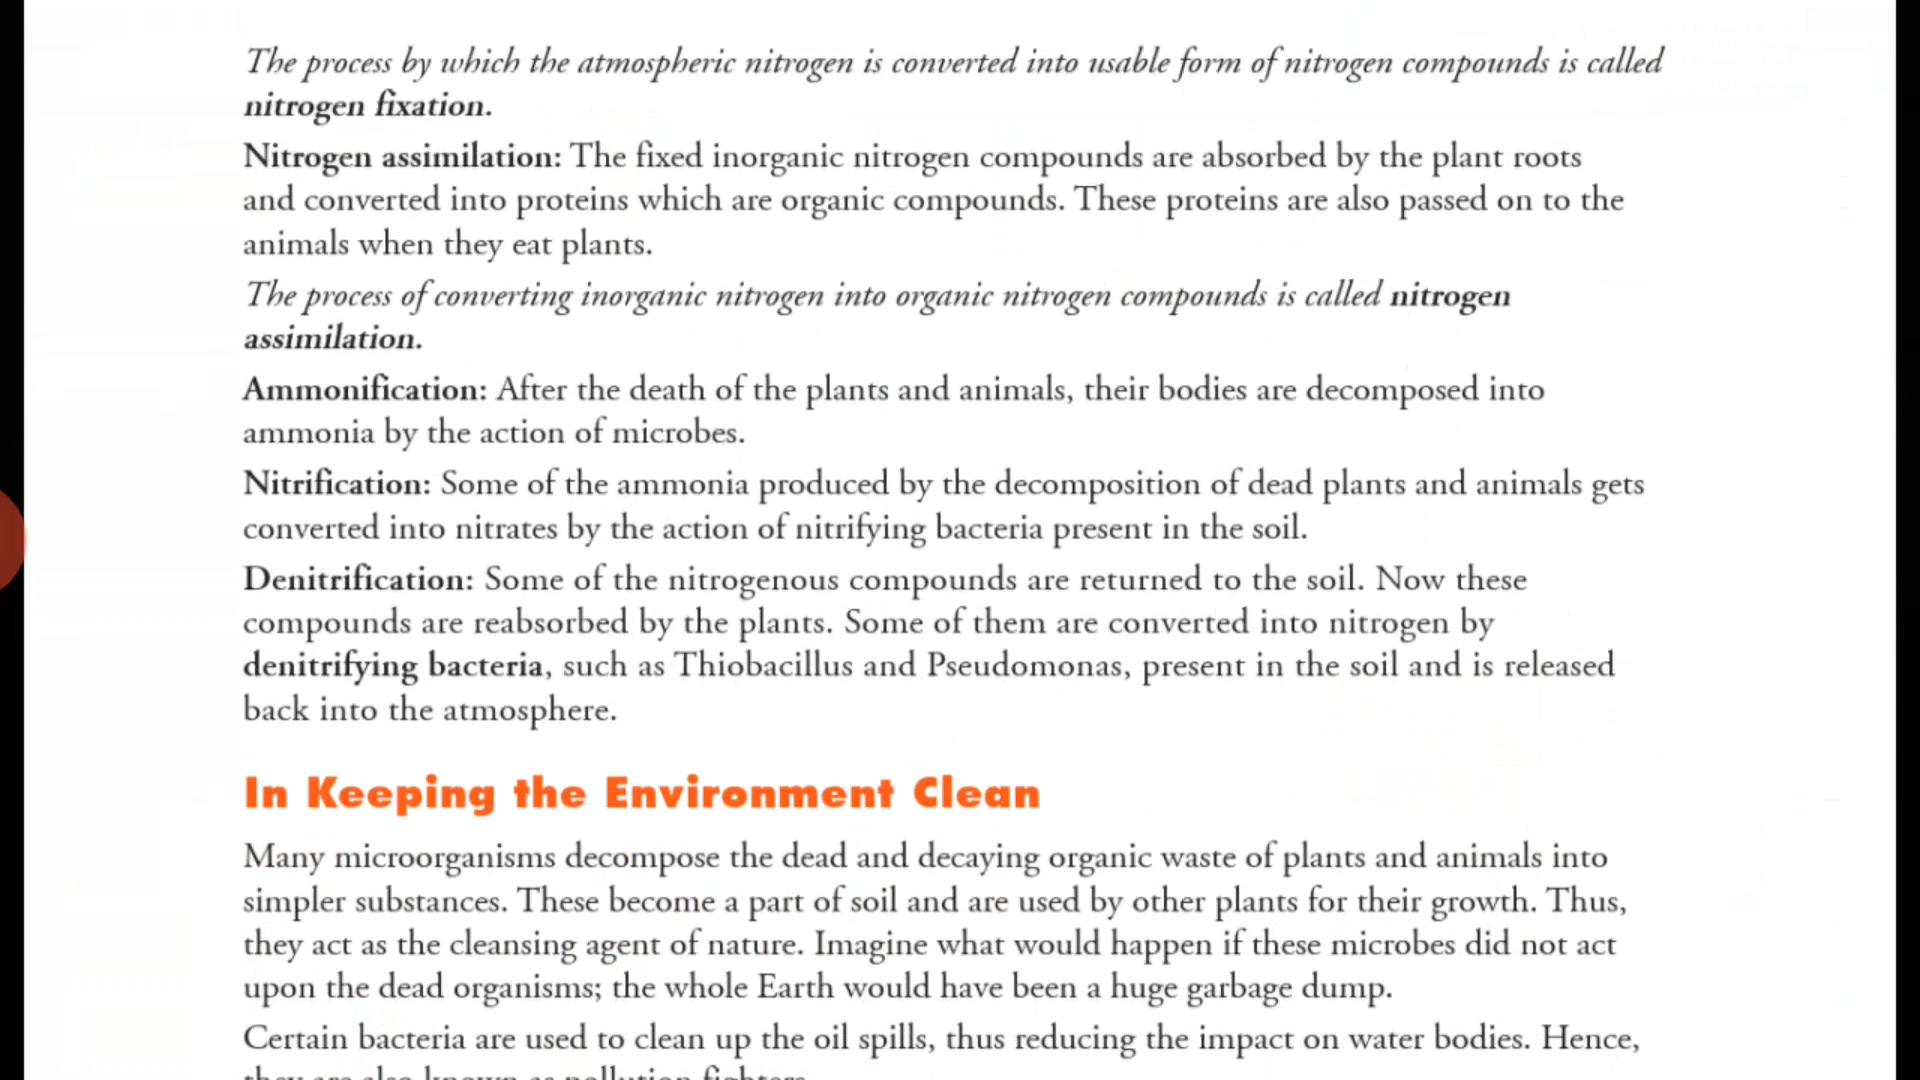 The process by which the atmospheric nitrogen is converted into usable form of nitrogen compounds is called
nitrogen fixation.
Nitrogen assimilation: The fixed inorganic nitrogen compounds are absorbed by the plant roots
and converted into proteins which are organic compounds. These proteins are also passed on to the
animals when they eat plants.
The process of converting inorganic nitrogen into organic nitrogen compounds is called nitrogen
assimilation.
Ammonification: After the death of the plants and animals, their bodies are decomposed into
ammonia by the action of microbes.
Nitrification: Some of the ammonia produced by the decomposition of dead plants and animals gets
converted into nitrates by the action of nitrifying bacteria present in the soil.
Denitrification: Some of the nitrogenous compounds are returned to the soil. Now these
compounds are reabsorbed by the plants. Some of them are converted into nitrogen by
denitrifying bacteria, such as Thiobacillus and Pseudomonas, present in the soil and is released
back into the atmosphere.
In Keeping the Environment Clean
Many microorganisms decompose the dead and decaying organic waste of plants and animals into
simpler substances. These become a part of soil and are used by other plants for their growth. Thus,
they act as the cleansing agent of nature. Imagine what would happen if these microbes did not act
upon the dead organisms; the whole Earth would have been a huge garbage dump.
Certain bacteria are used to clean up the oil spills, thus reducing the impact on water bodies. Hence,
they are also known as pollution fighters.